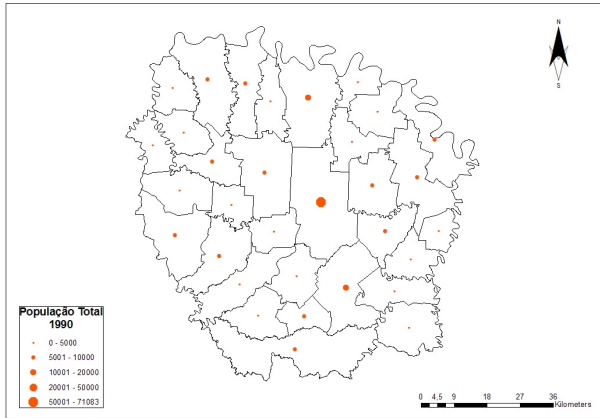 N
S
População Total
1990
0 - 5000
5001 - 10000
10001 - 20000
20001 - 50000
50001 - 71083
0 4,5 9 18 27 36
Kilometers